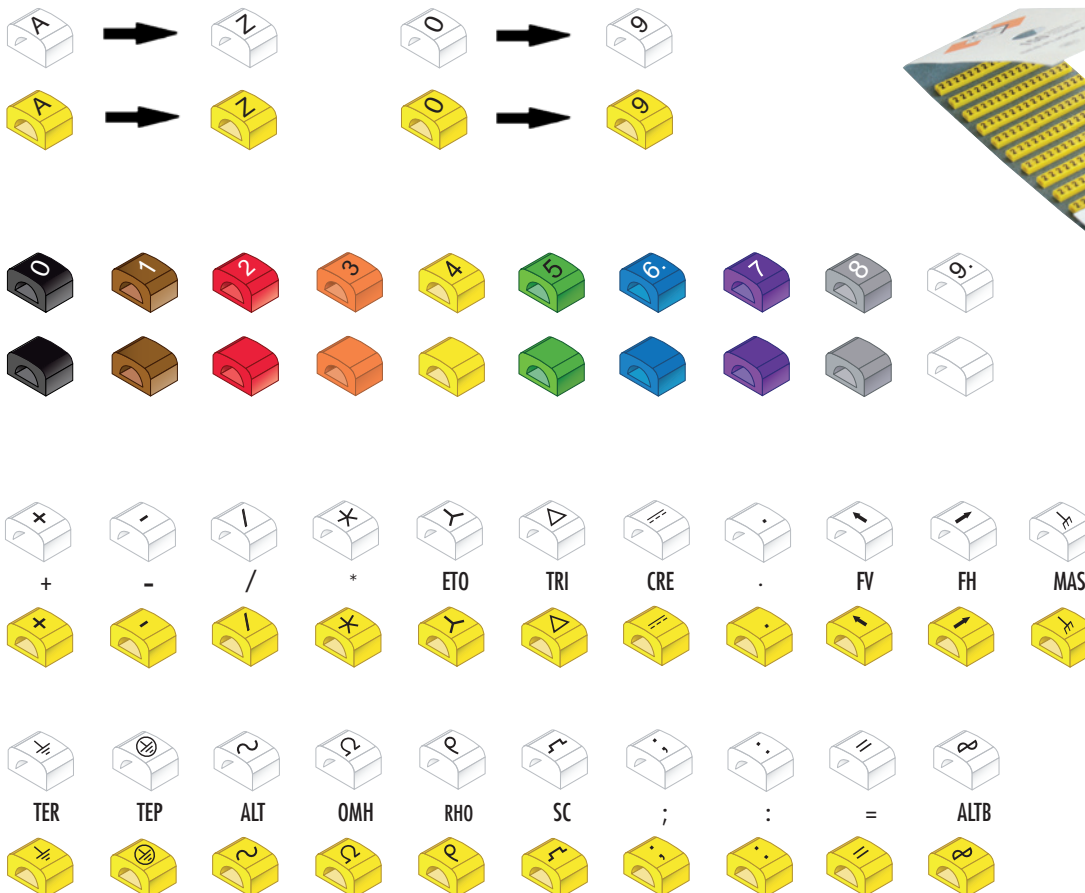 A Z 0 9
A Z 0 9
0 1 2 3 4 5 6. 7 8 9.
+ - / * Y △ ⎓ . ← →
+ - / * ETO TRI CRE . FV FH MAS
+ - / * Y △ ⎓ . ← →
⏚ ~ Ω ρ ; : =
TER TEP ALT OMH RHO SC ; : = ALTB
⏚ ~ Ω ρ ; : =